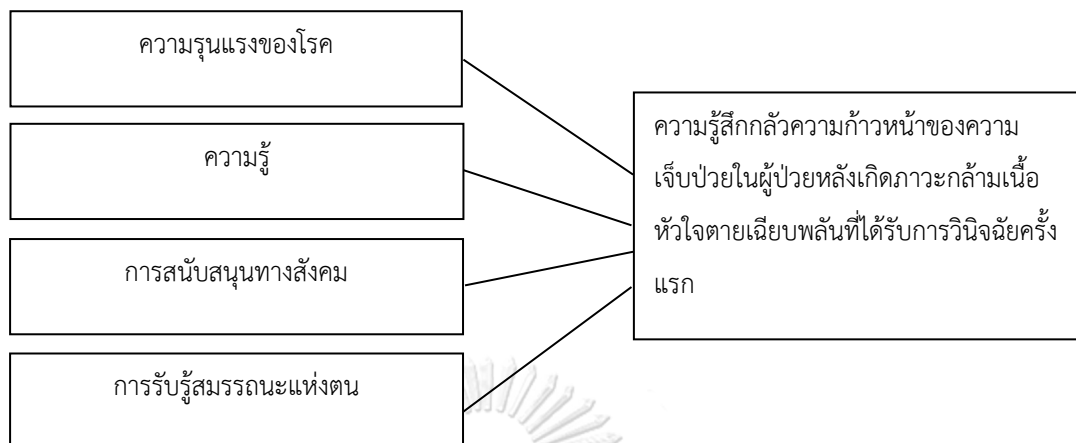 ความรุนแรงของโรค
ความรู้
การสนับสนุนทางสังคม
การรับรู้สมรรถนะแห่งตน
ความรู้สึกกลัวความก้าวหน้าของความ
เจ็บป่วยในผู้ป่วยหลังเกิดภาวะกล้ามเนื้อ
หัวใจตายเฉียบพลันที่ได้รับการวินิจฉัยครั้ง
แรก